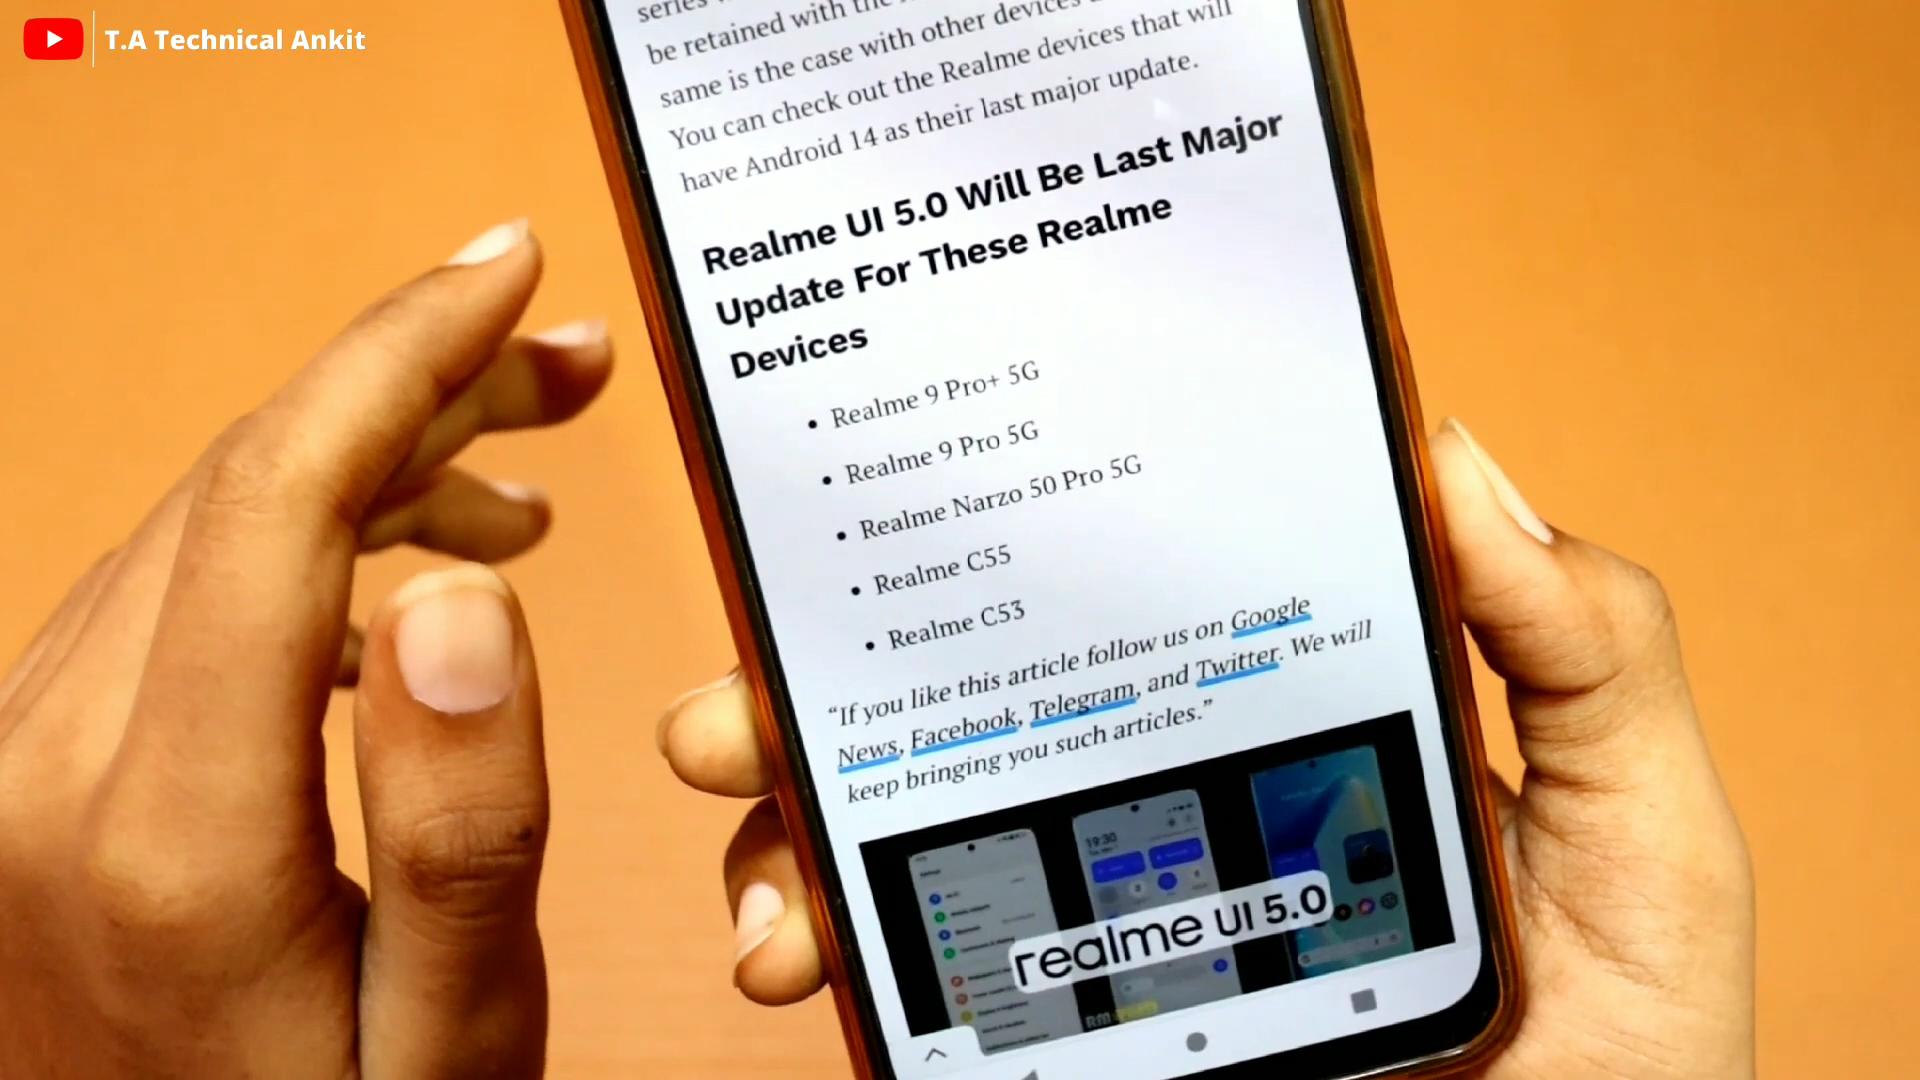 T.A Technical Ankit
series
be retained with the
same is the case with other devices
You can check out the Realme devices that will
have Android 14 as their last major update.
Realme UI 5.0 Will Be Last Major
Update For These Realme
Devices
• Realme 9 Pro+ 5G
• Realme 9 Pro 5G
• Realme Narzo 50 Pro 5G
• Realme C55
• Realme C53
“If you like this article follow us on Google
News, Facebook, Telegram, and Twitter. We will
keep bringing you such articles.”
19:30
realme UI 5.0
RM